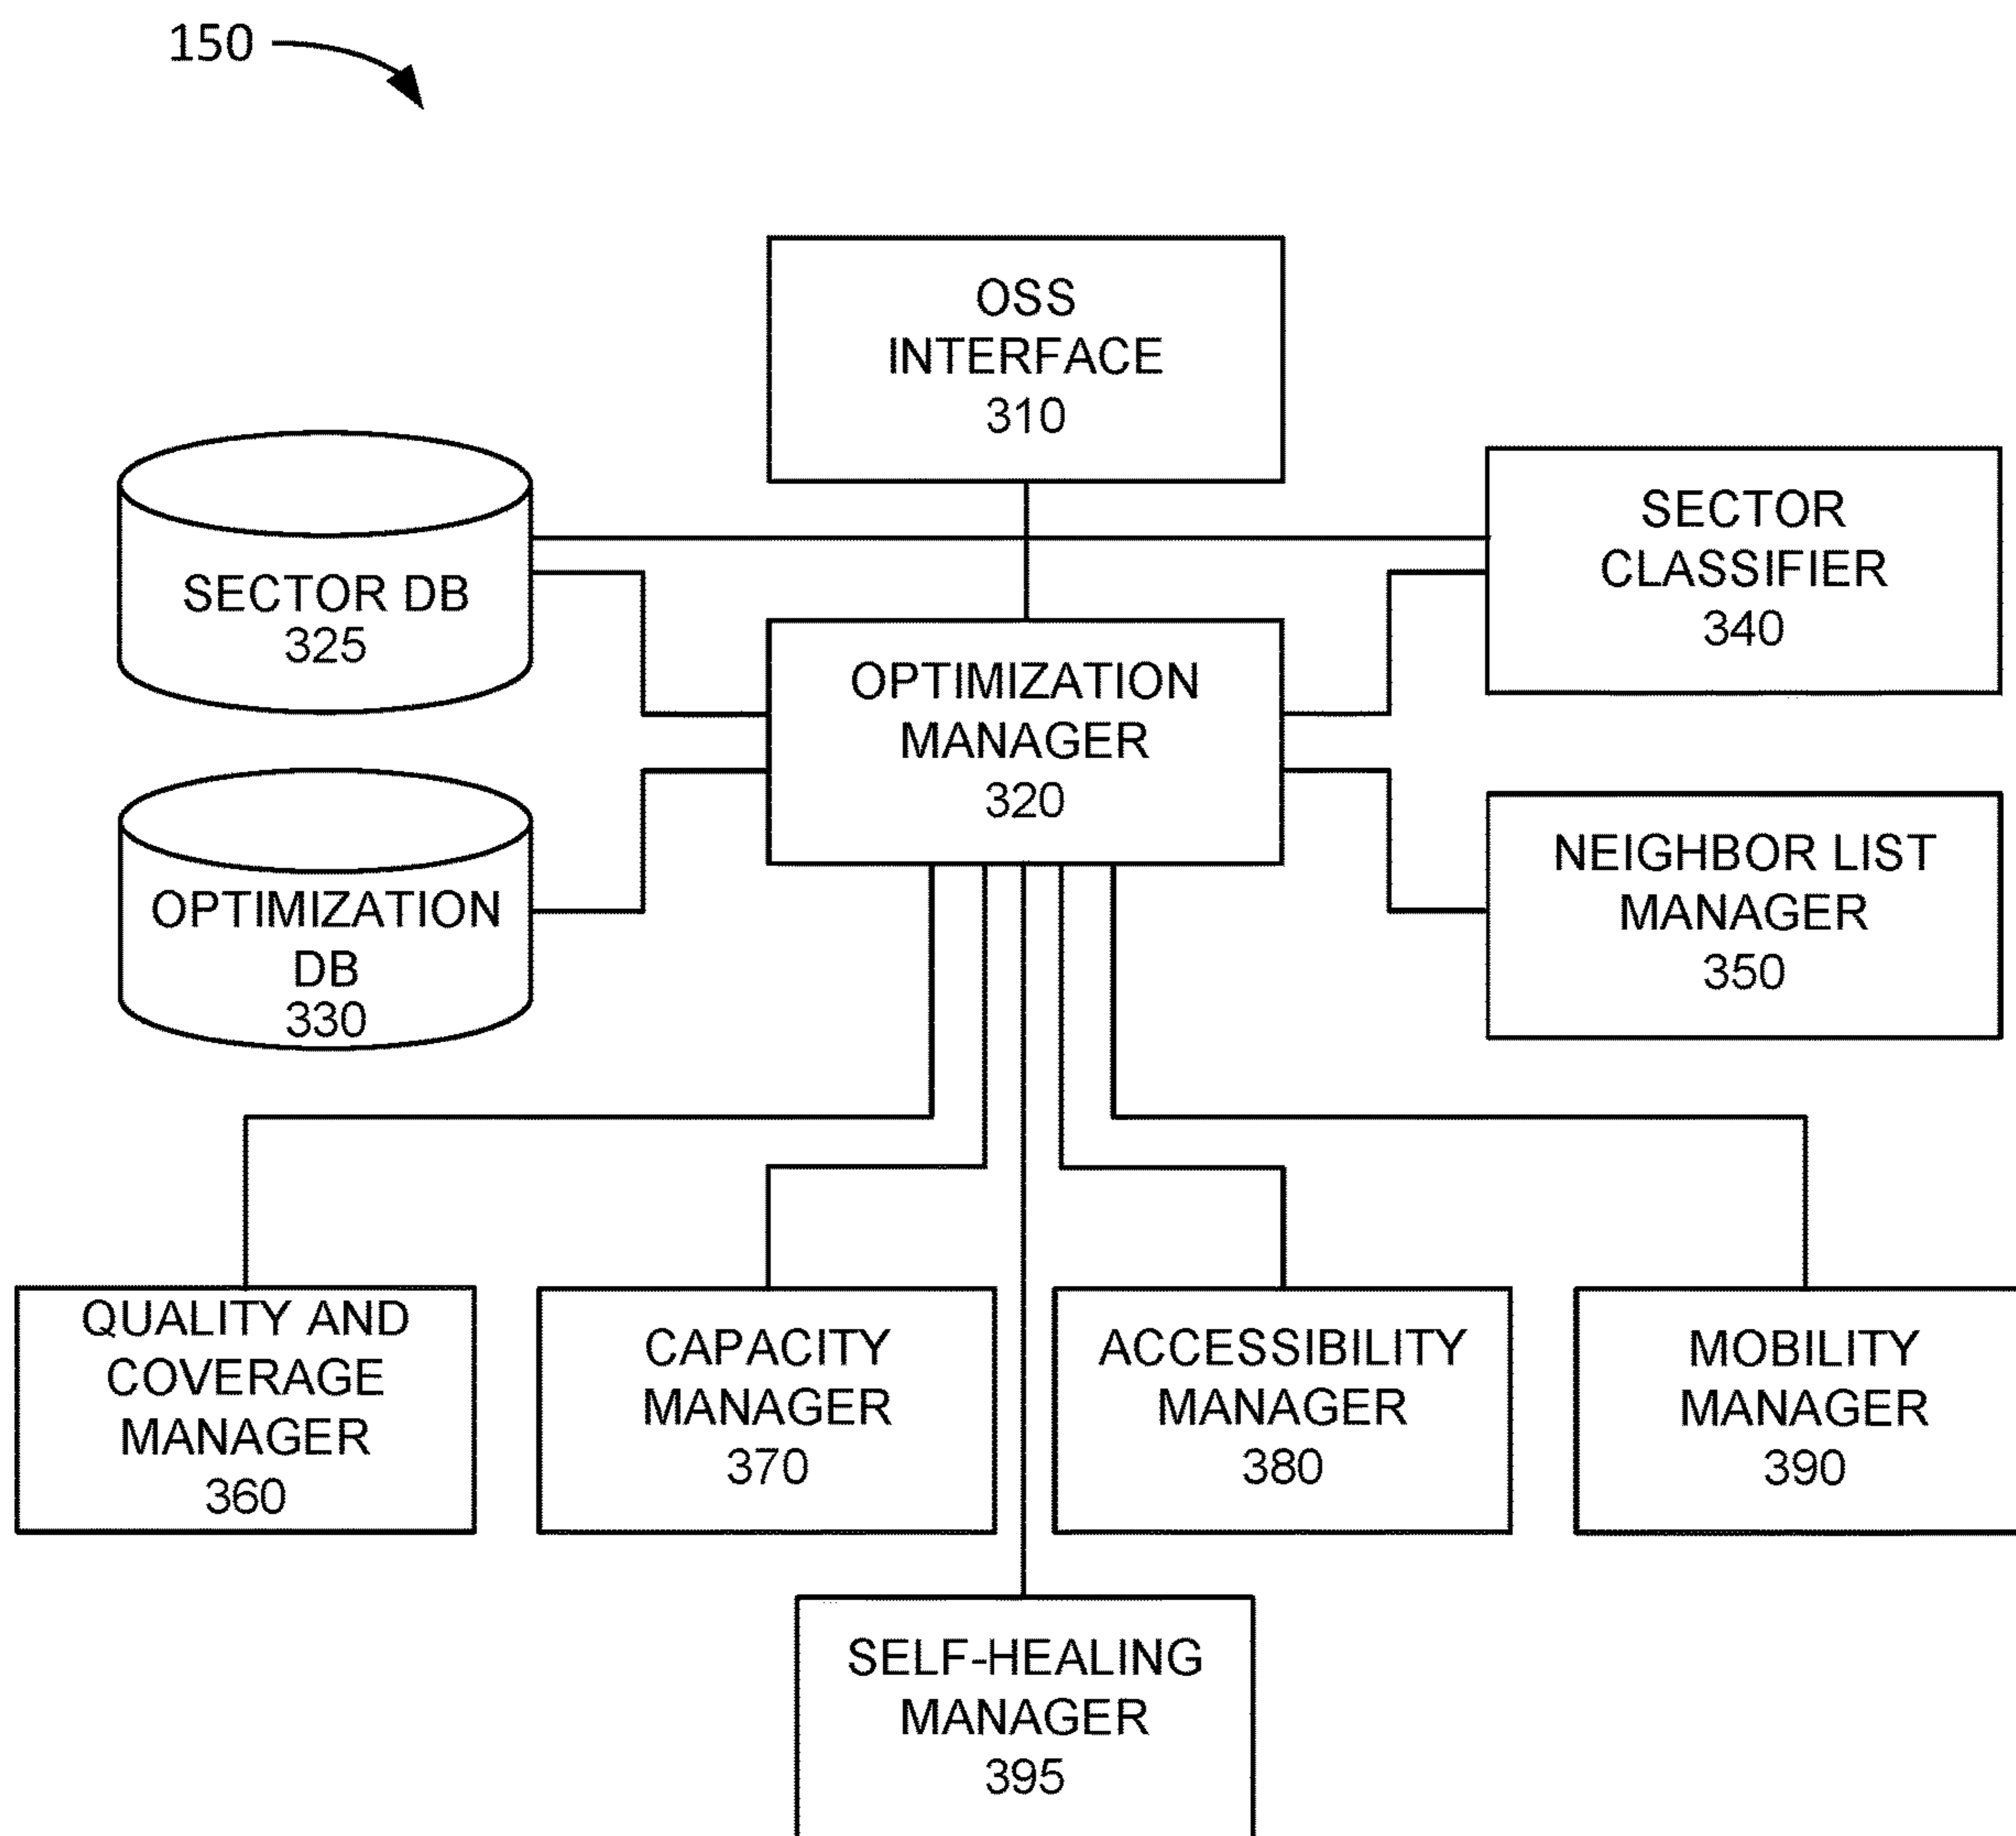 150
OSS
INTERFACE
310
SECTOR DB
325
SECTOR
CLASSIFIER
340
OPTIMIZATION
MANAGER
320
OPTIMIZATION
DB
330
NEIGHBOR LIST
MANAGER
350
QUALITY AND
COVERAGE
MANAGER
360
CAPACITY
MANAGER
370
ACCESSIBILITY
MANAGER
380
MOBILITY
MANAGER
390
SELF-HEALING
MANAGER
395